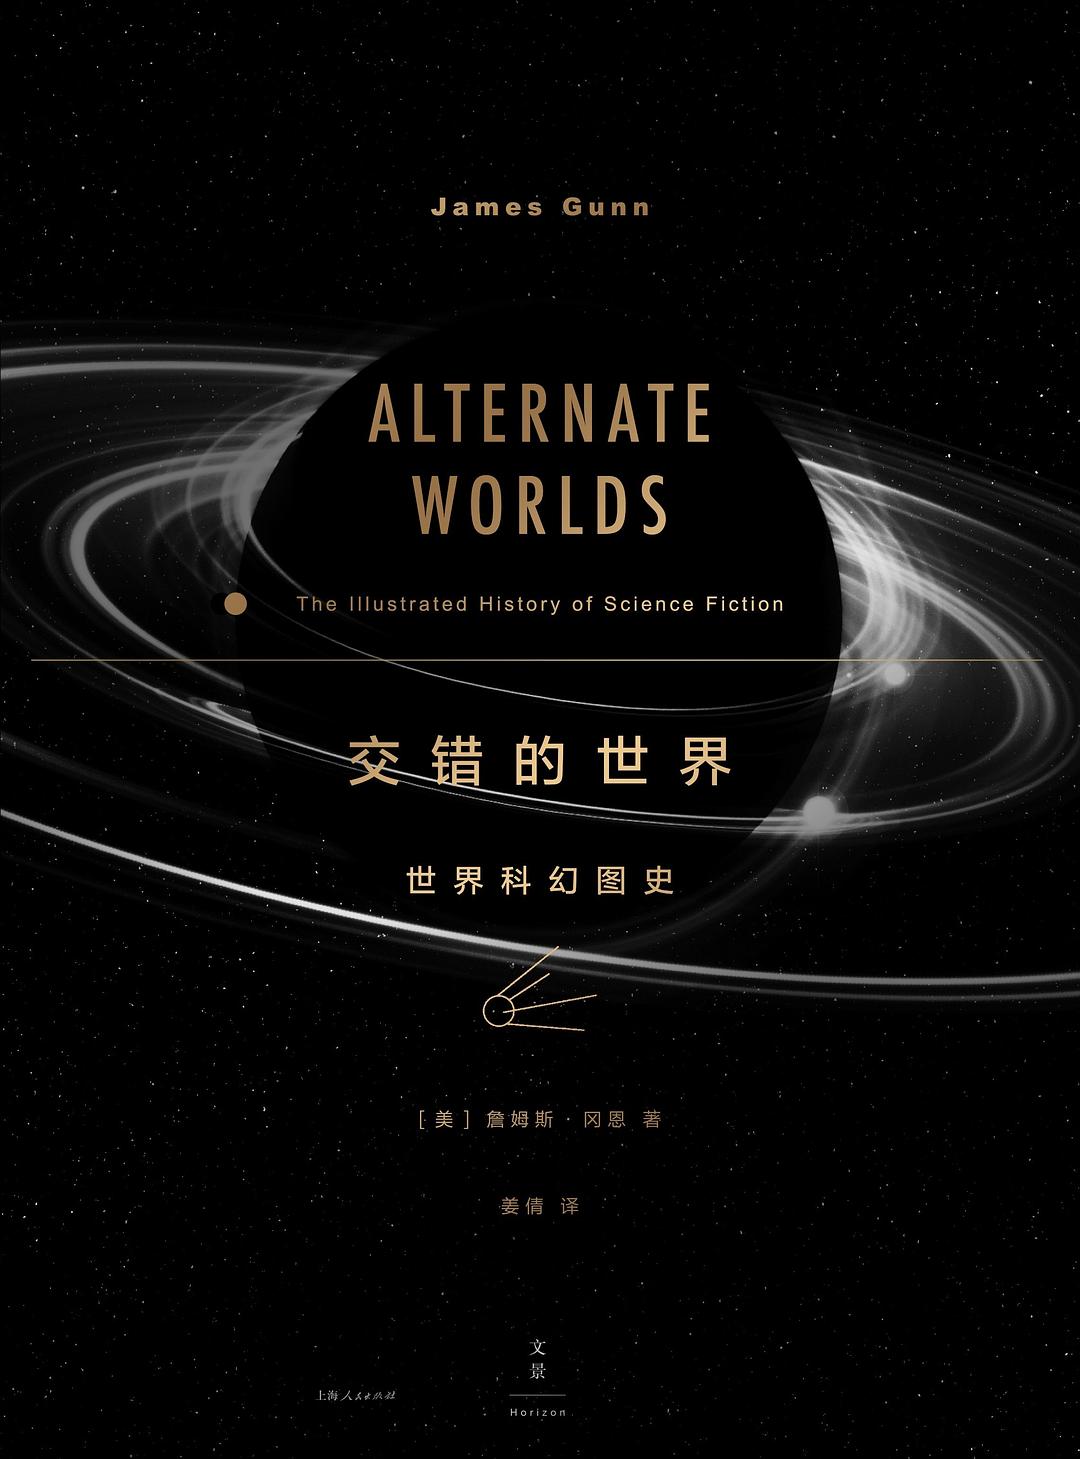 James Gunn
ALTERNATE
WORLDS
The Illustrated History of Science Fiction
交错的世界
世界科幻图史
[美] 詹姆斯·冈恩 著
姜倩 译
文
景
上海人民出版社
Horizon